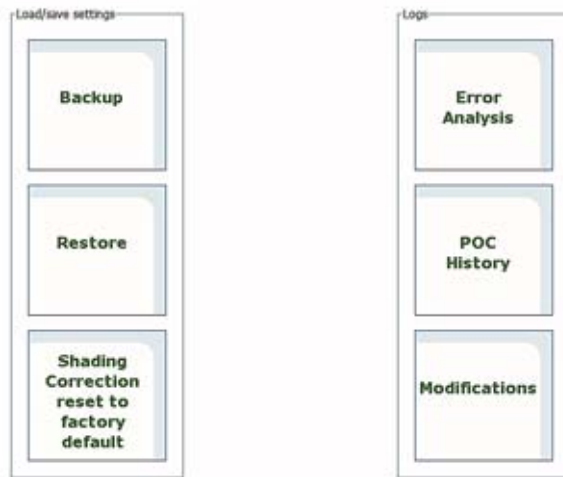 Load/save settings
Backup
Restore
Shading
Correction
reset to
factory
default
Logs
Error
Analysis
POC
History
Modifications